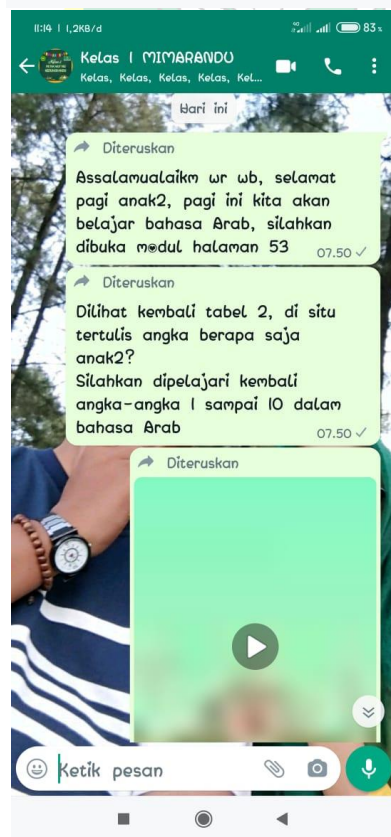 11:14 | 1,2KB/d
83%
Kelas 1 MIMARANDU
Kelas, Kelas, Kelas, Kelas, Kel...
Hari ini
Diteruskan
Assalamualaikm wr wb, selamat
pagi anak2, pagi ini kita akan
belajar bahasa Arab, silahkan
dibuka modul halaman 53
07.50
Diteruskan
Dilihat kembali tabel 2, di situ
tertulis angka berapa saja
anak2?
Silahkan dipelajari kembali
angka-angka 1 sampai 10 dalam
bahasa Arab
07.50
Diteruskan
Ketik pesan